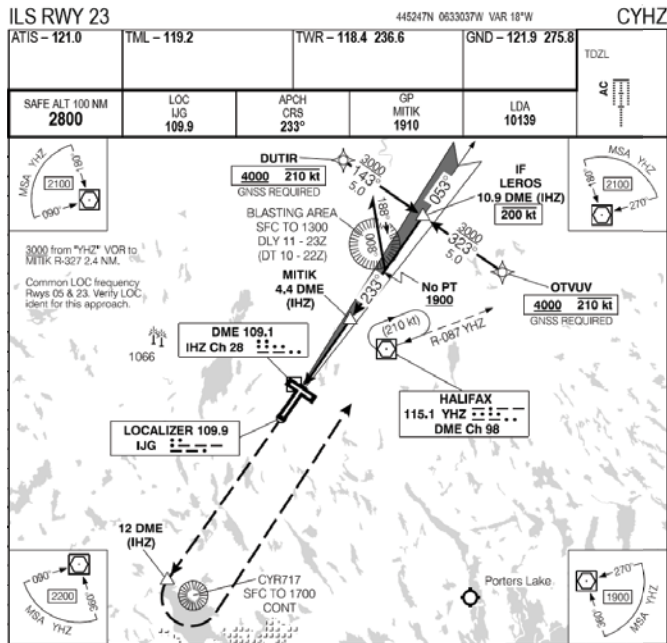 ILS RWY 23
445247N 0633037W VAR 18°W
CYHZ
ATIS – 121.0
TML – 119.2
TWR – 118.4 236.6
GND – 121.9 275.8
TDZL
AC
SAFE ALT 100 NM
2800
LOC
IJG
109.9
APCH
CRS
233°
GP
MITIK
1910
LDA
10139
MSA YHZ
2100
180°
090°
DUTIR
4000 210 kt
GNSS REQUIRED
3000
143°
5.0
053°
IF
LEROS
10.9 DME (IHZ)
200 kt
MSA YHZ
2100
180°
270°
BLASTING AREA
SFC TO 1300
DLY 11 - 23Z
(DT 10 - 22Z)
188°
008°
3000
323°
5.0
3000 from "YHZ" VOR to
MITIK R-327 2.4 NM.
Common LOC frequency
Rwys 05 & 23. Verify LOC
ident for this approach.
MITIK
4.4 DME
(IHZ)
233°
No PT
1900
OTVUV
4000 210 kt
GNSS REQUIRED
(210 kt)
R-087 YHZ
1066
DME 109.1
IHZ Ch 28
HALIFAX
115.1 YHZ
DME Ch 98
LOCALIZER 109.9
IJG
12 DME
(IHZ)
CYR717
SFC TO 1700
CONT
Porters Lake
090°
360°
2200
MSA YHZ
270°
360°
1900
MSA YHZ